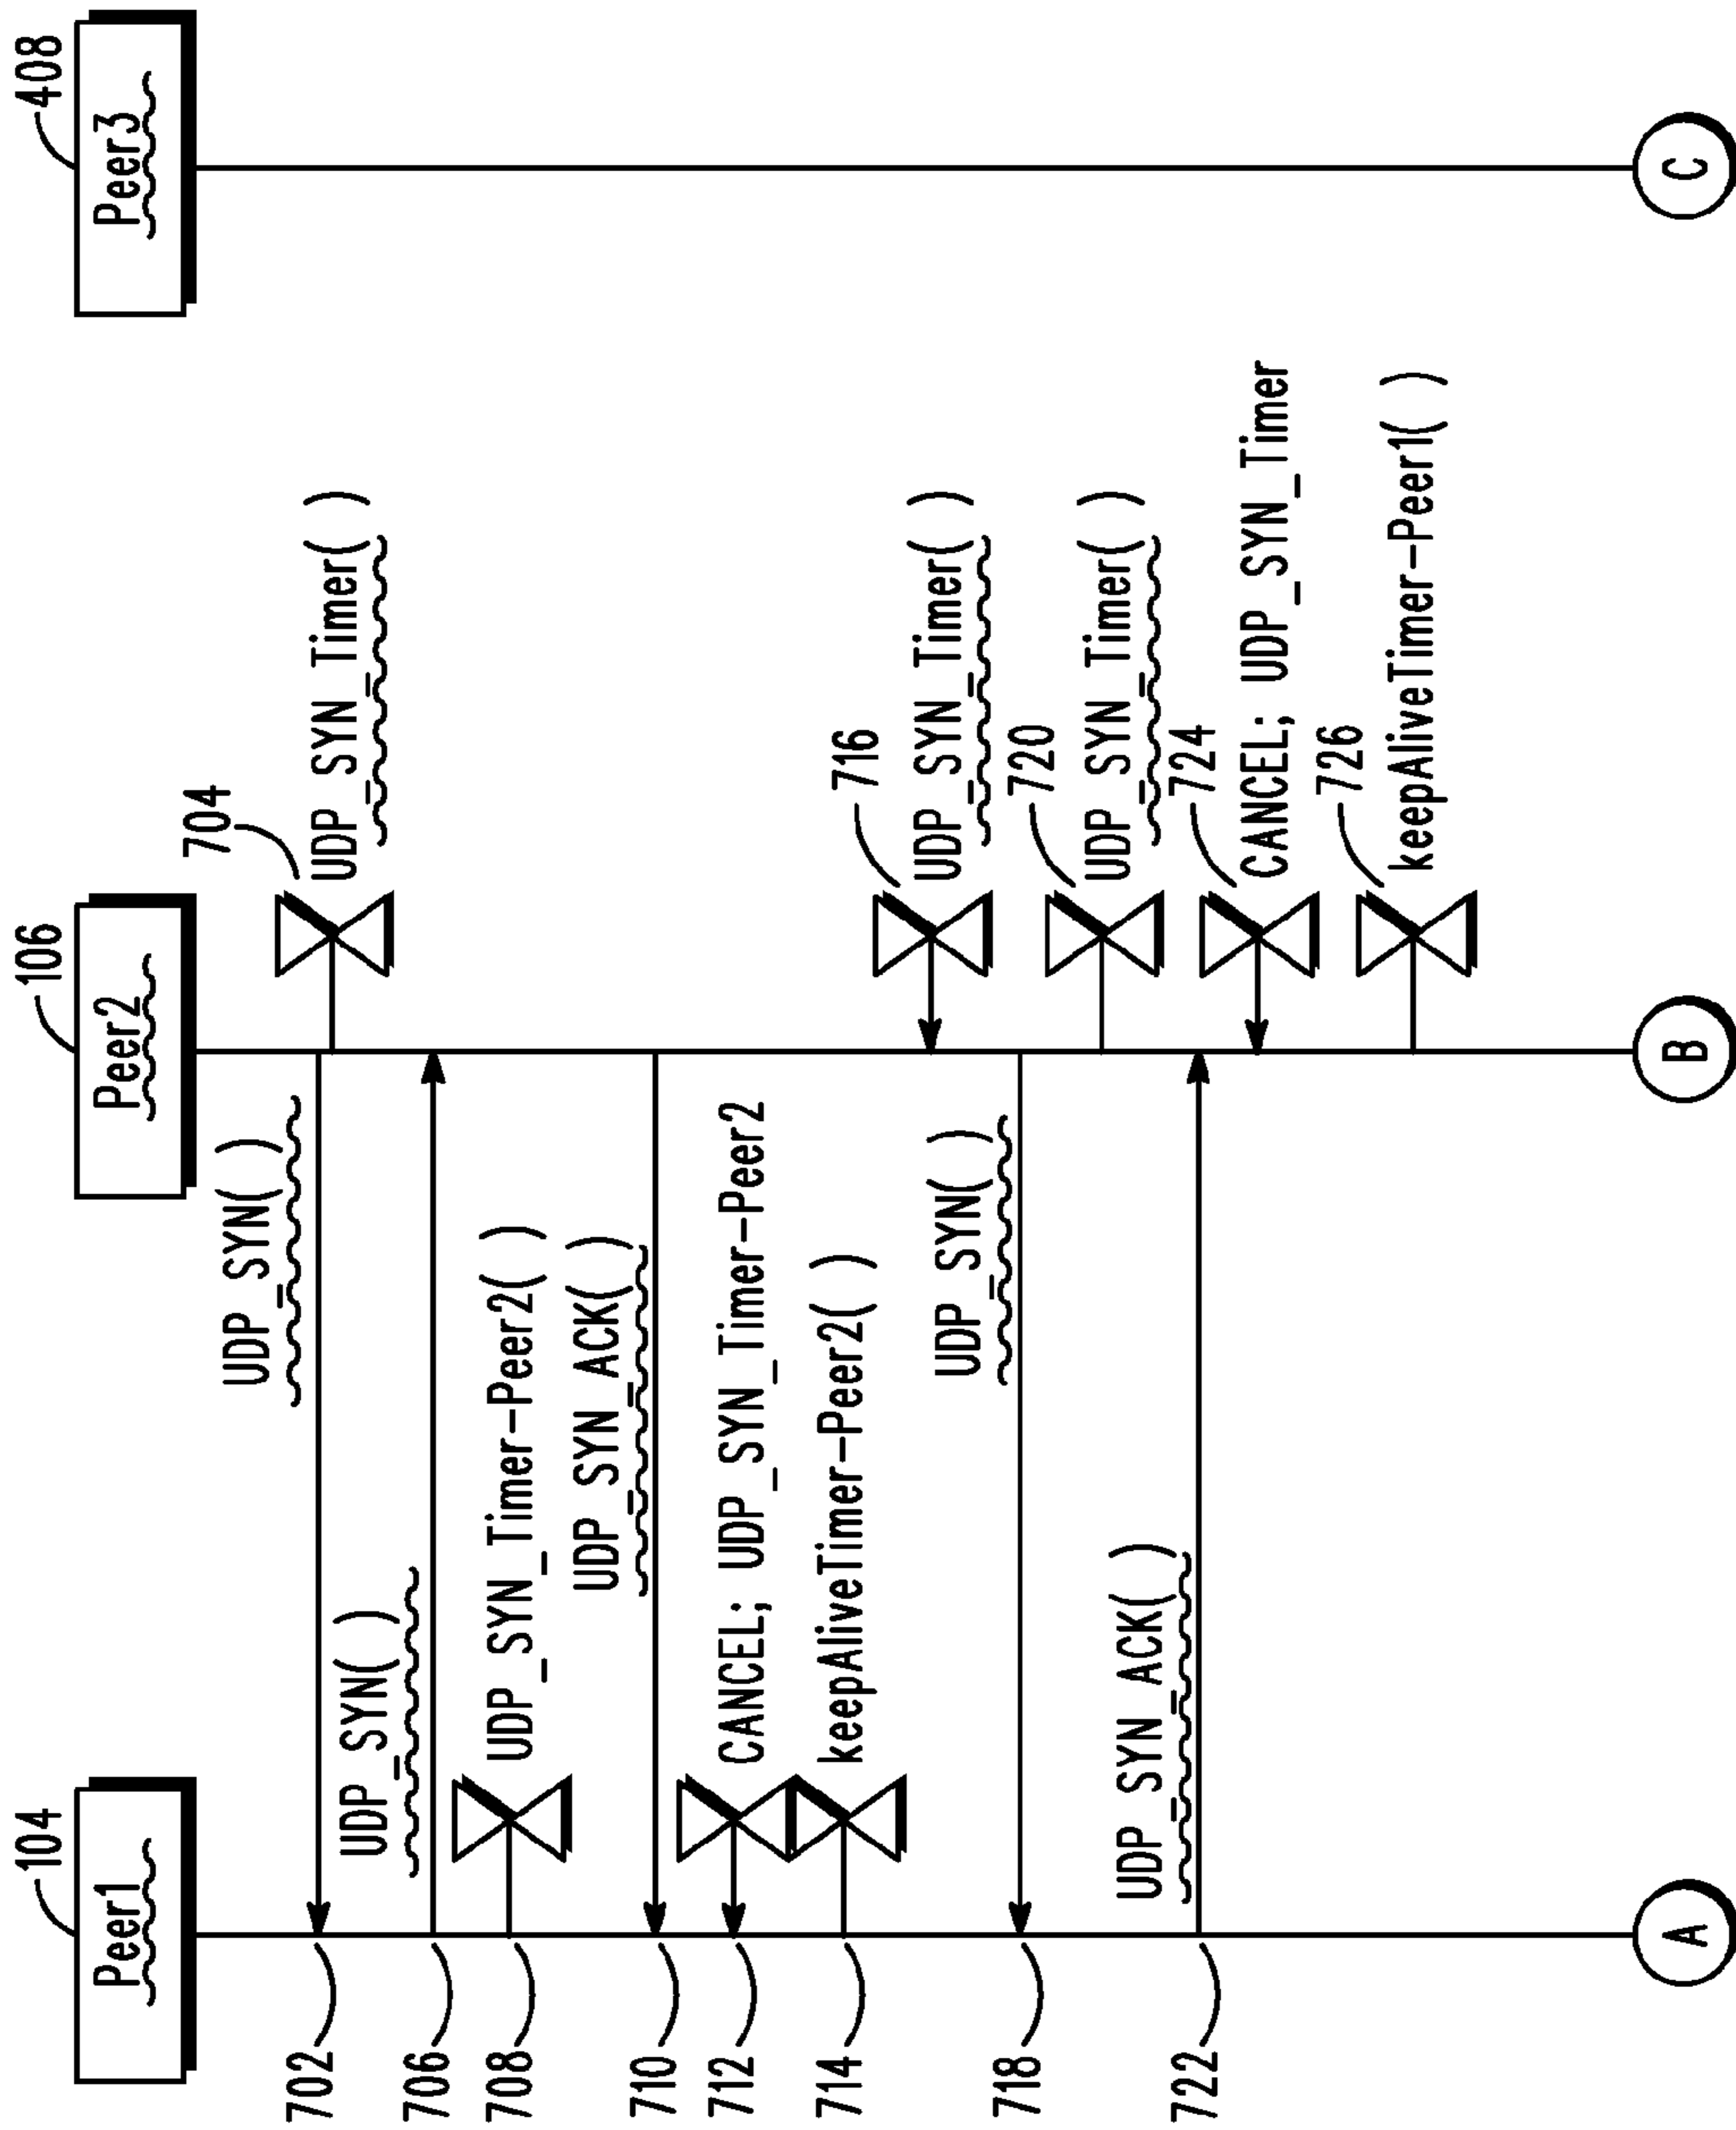 104
Peer1
106
Peer2
408
Peer3
702
UDP_SYN( )
704
UDP_SYN_Timer( )
706
UDP_SYN( )
708
UDP_SYN_Timer-Peer2( )
710
UDP_SYN_ACK( )
712
CANCEL; UDP_SYN_Timer-Peer2
714
keepAliveTimer-Peer2( )
716
UDP_SYN_Timer( )
718
UDP_SYN( )
720
UDP_SYN_Timer( )
722
UDP_SYN_ACK( )
724
CANCEL; UDP_SYN_Timer
726
keepAliveTimer-Peer1( )
A
B
C